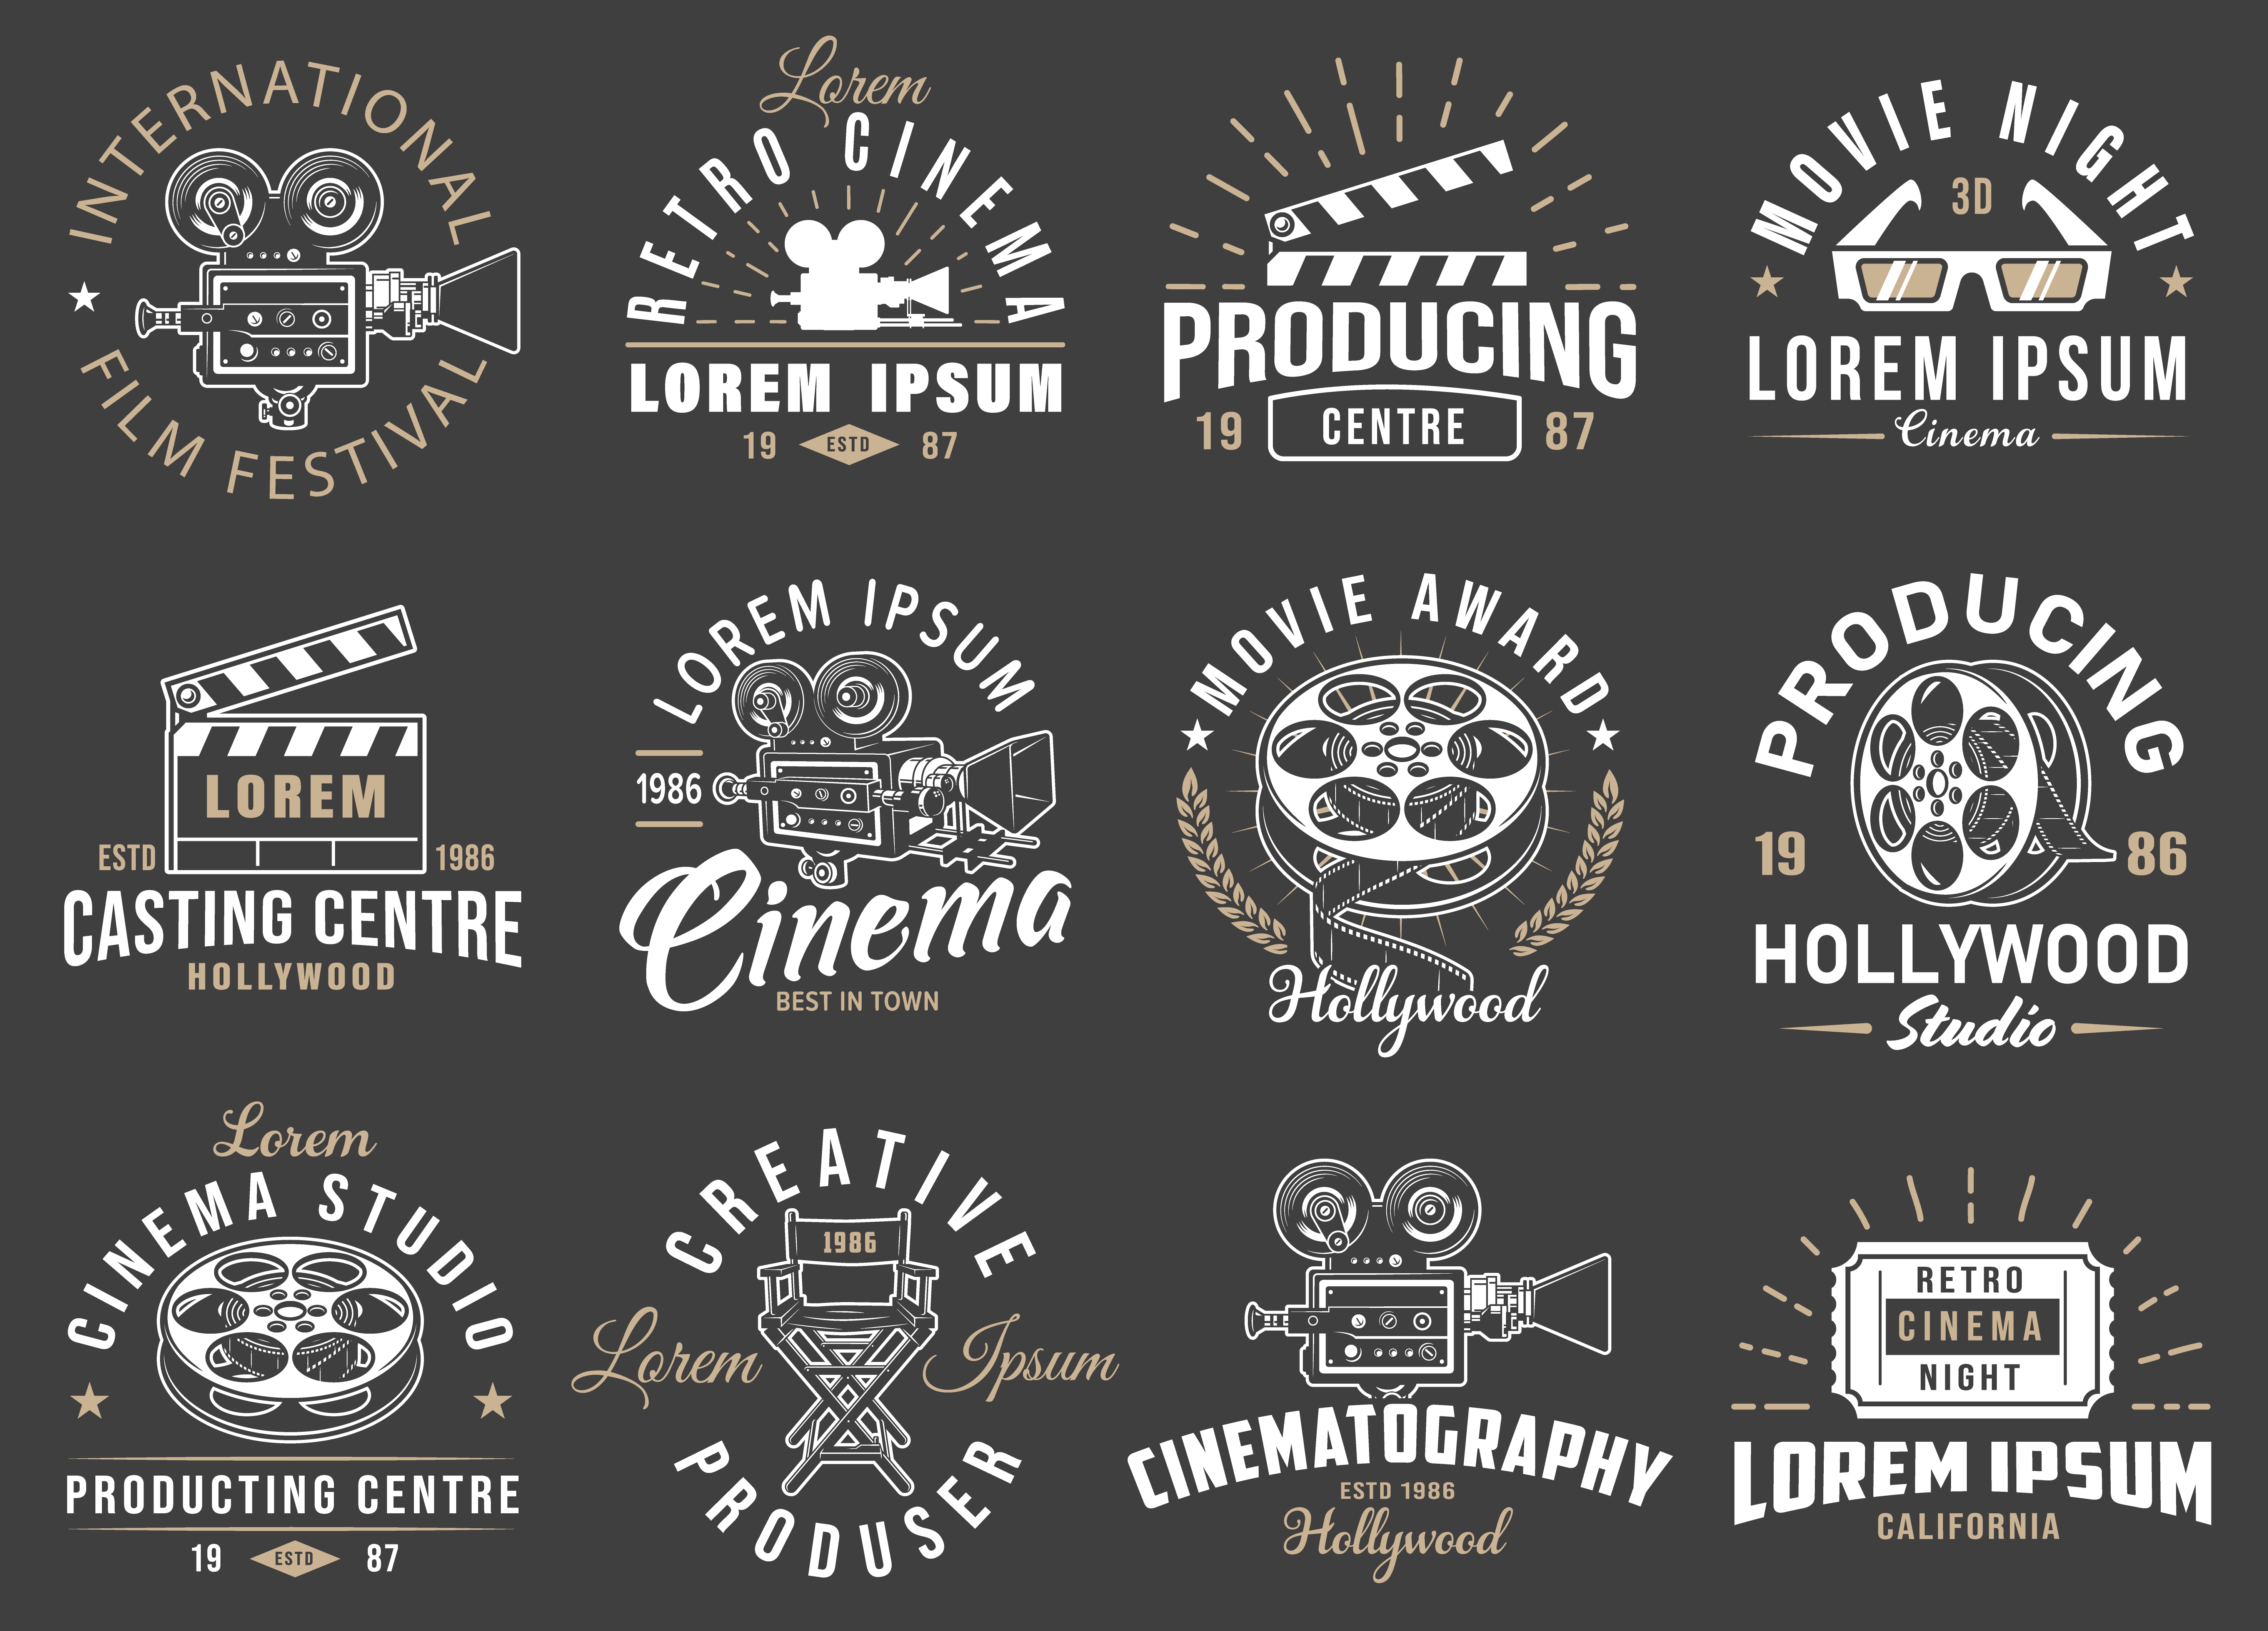 INTERNATIONAL
FILM FESTIVAL
Lorem
RETRO CINEMA
LOREM IPSUM
19 ESTD 87
PRODUCING
19 CENTRE 87
MOVIE NIGHT
3D
LOREM IPSUM
Cinema
LOREM
ESTD 1986
CASTING CENTRE
HOLLYWOOD
LOREM IPSUM
1986
Cinema
BEST IN TOWN
MOVIE AWARD
Hollywood
PRODUCING
19 86
HOLLYWOOD
Studio
Lorem
CINEMA STUDIO
PRODUCTING CENTRE
19 ESTD 87
CREATIVE
1986
Lorem Ipsum
PRODUSER
CINEMATOGRAPHY
ESTD 1986
Hollywood
RETRO
CINEMA
NIGHT
LOREM IPSUM
CALIFORNIA